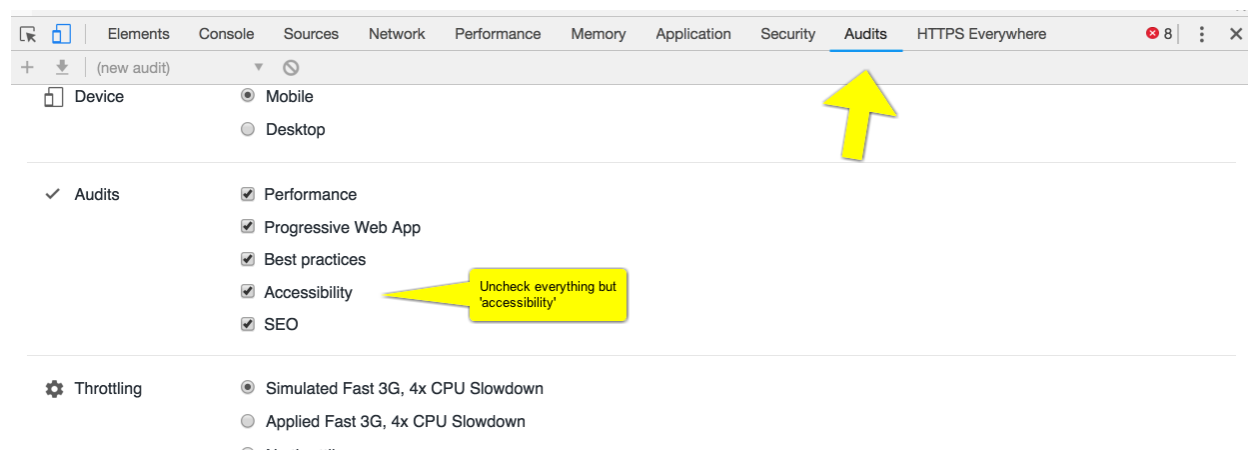 Elements Console Sources Network Performance Memory Application Security Audits HTTPS Everywhere 8
(new audit)
Device Mobile
Desktop
Audits Performance
Progressive Web App
Best practices
Accessibility
Uncheck everything but
'accessibility'
SEO
Throttling Simulated Fast 3G, 4x CPU Slowdown
Applied Fast 3G, 4x CPU Slowdown